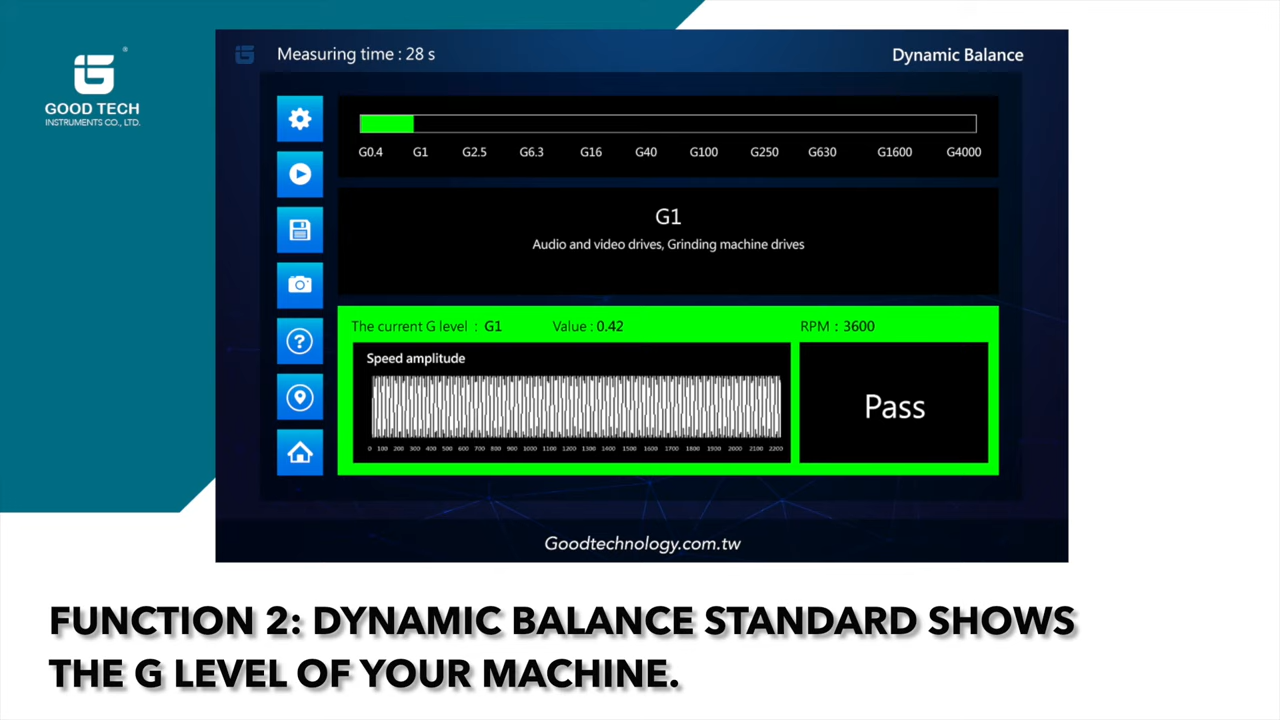 GOOD TECH
INSTRUMENTS CO., LTD.
Measuring time : 28 s
Dynamic Balance
G0.4 G1 G2.5 G6.3 G16 G40 G100 G250 G630 G1600 G4000
G1
Audio and video drives, Grinding machine drives
The current G level : G1 Value : 0.42 RPM : 3600
Speed amplitude
Pass
0 100 200 300 400 500 600 700 800 900 1000 1100 1200 1300 1400 1500 1600 1700 1800 1900 2000 2100 2200
Goodtechnology.com.tw
FUNCTION 2: DYNAMIC BALANCE STANDARD SHOWS
THE G LEVEL OF YOUR MACHINE.